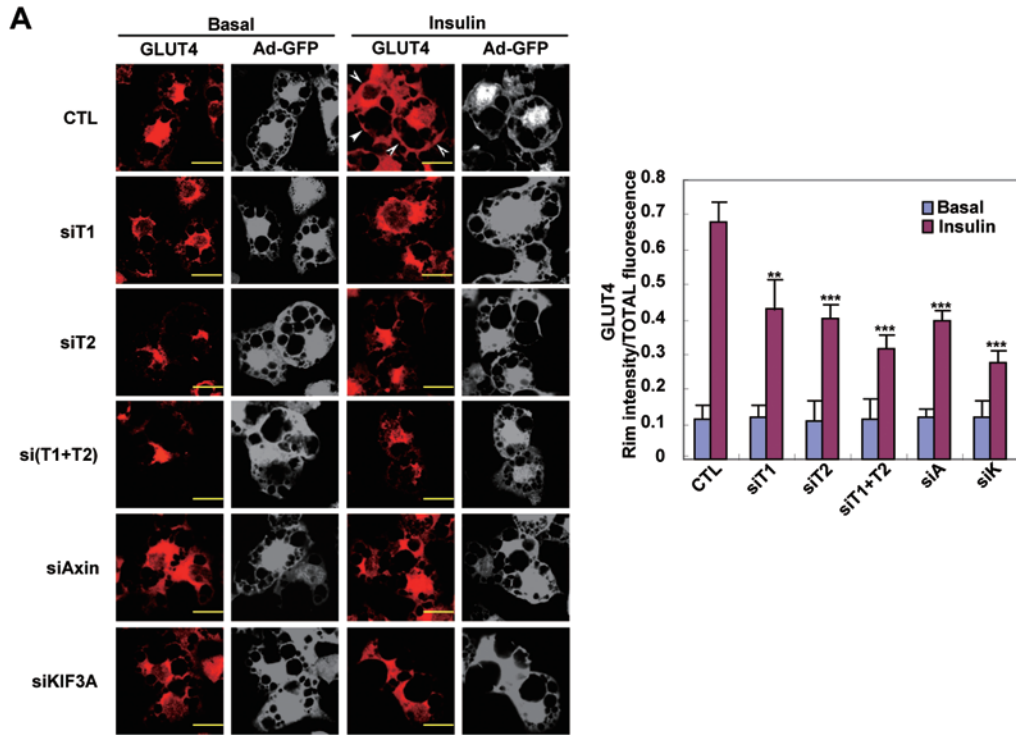 A
Basal Insulin
GLUT4 Ad-GFP GLUT4 Ad-GFP
CTL
siT1
siT2
si(T1+T2)
siAxin
siKIF3A
GLUT4
Rim intensity/TOTAL fluorescence
0.8
0.7
0.6
0.5
0.4
0.3
0.2
0.1
0
Basal
Insulin
**
***
***
***
***
CTL
siT1
siT2
siT1+T2
siA
siK